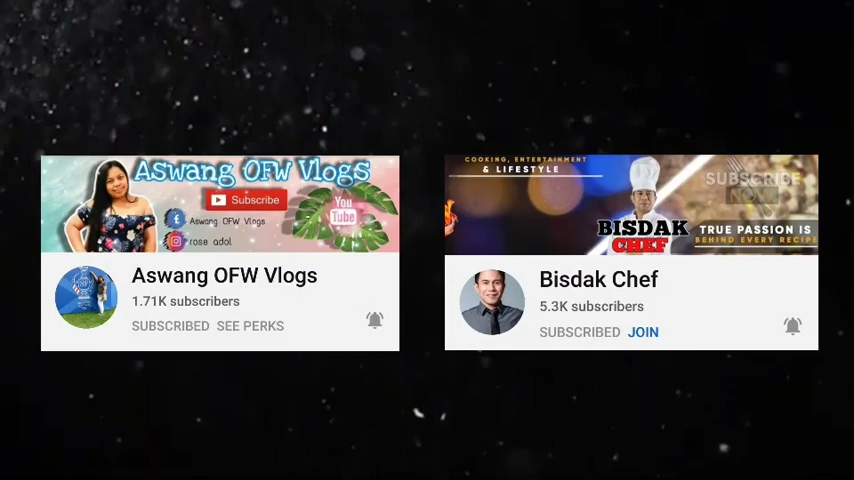 Aswang OFW Vlogs
Subscribe
You
Tube
Aswang OFW Vlogs
rose adol
Aswang OFW Vlogs
1.71K subscribers
SUBSCRIBED SEE PERKS
COOKING, ENTERTAINMENT
& LIFESTYLE
SUBSCRIBE
NOW
BISDAK
CHEF
TRUE PASSION IS
BEHIND EVERY RECIPE
Bisdak Chef
5.3K subscribers
SUBSCRIBED JOIN